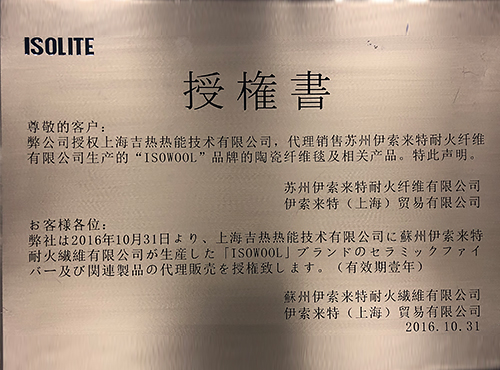 ISOLITE
授権書
尊敬的客户:
弊公司授权上海吉热热能技术有限公司，代理销售苏州伊索来特耐火纤维
有限公司生产的“ISOWOOL”品牌的陶瓷纤维毯及相关产品。特此声明。
苏州伊索来特耐火纤维有限公司
伊索来特（上海）贸易有限公司
お客様各位:
弊社は2016年10月31日より、上海吉热热能技术有限公司に蘇州伊索来特
耐火繊維有限公司が生産した「ISOWOOL」ブランドのセラミックファイ
バー及び関連製品の代理販売を授権致します。（有效期壹年）
蘇州伊索来特耐火繊維有限公司
伊索来特（上海）贸易有限公司
2016.10.31